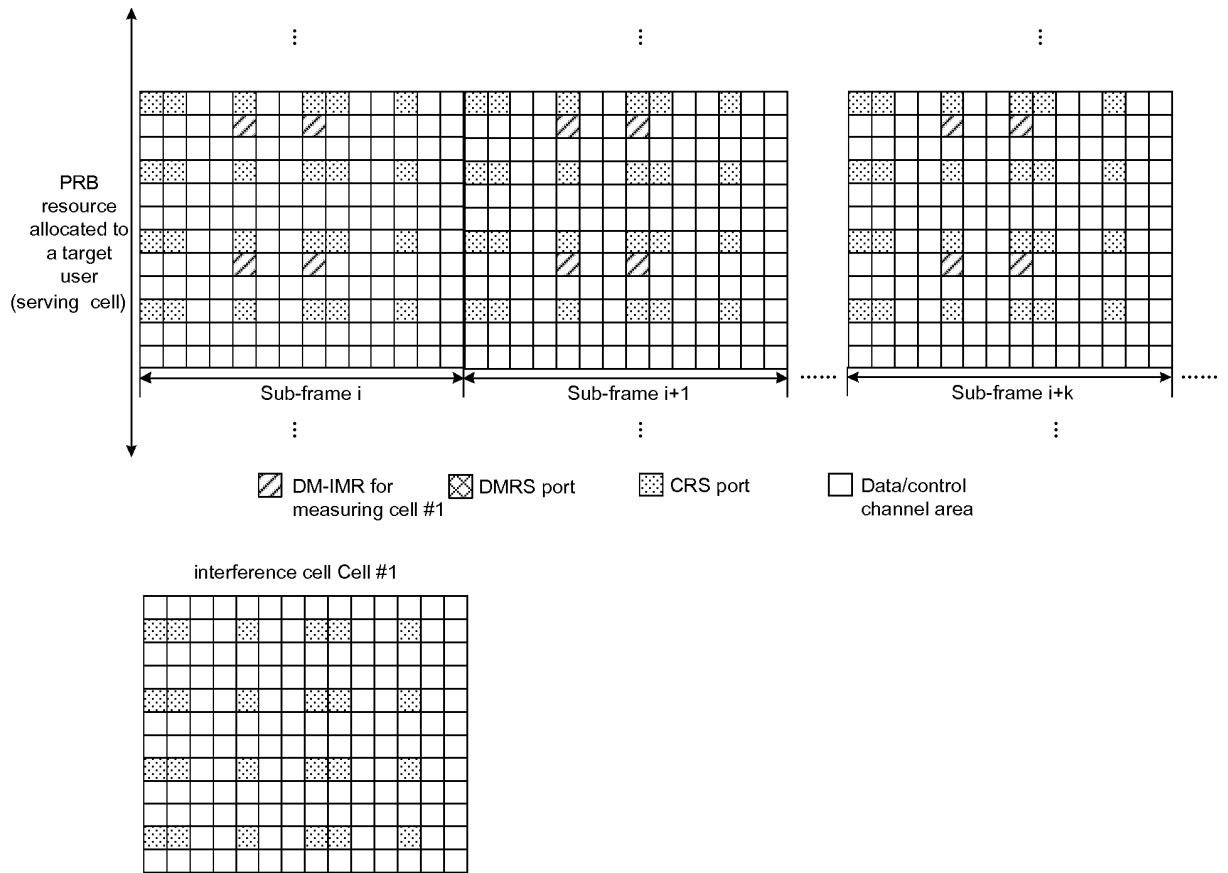 PRB
resource
allocated to
a target
user
(serving cell)
Sub-frame i
Sub-frame i+1
......
Sub-frame i+k
......
DM-IMR for
measuring cell #1
DMRS port
CRS port
Data/control
channel area
interference cell Cell #1